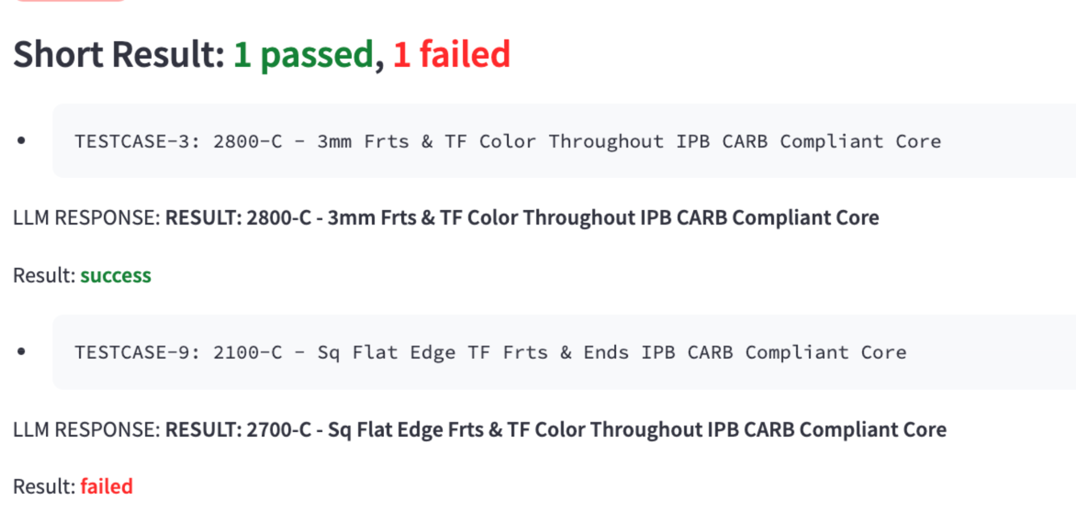 Short Result: 1 passed, 1 failed
TESTCASE-3: 2800-C - 3mm Frts & TF Color Throughout IPB CARB Compliant Core
LLM RESPONSE: RESULT: 2800-C - 3mm Frts & TF Color Throughout IPB CARB Compliant Core
Result: success
TESTCASE-9: 2100-C - Sq Flat Edge TF Frts & Ends IPB CARB Compliant Core
LLM RESPONSE: RESULT: 2700-C - Sq Flat Edge Frts & TF Color Throughout IPB CARB Compliant Core
Result: failed